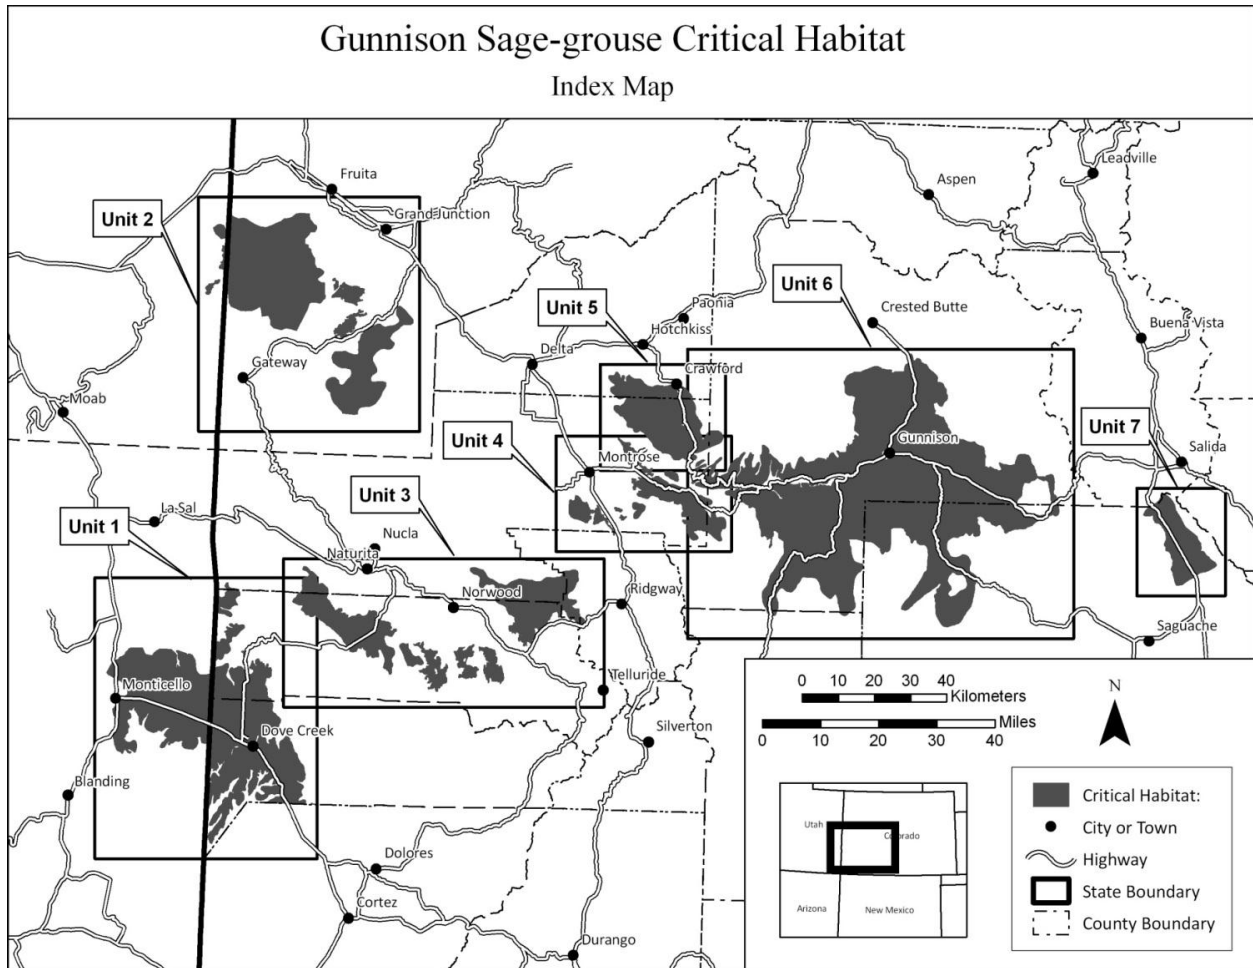 Gunnison Sage-grouse Critical Habitat
Index Map
Leadville
Fruita
Aspen
Unit 2
Grand Junction
Unit 6
Unit 5
Paonia
Crested Butte
Hotchkiss
Buena Vista
Delta
Gateway
Crawford
Moab
Unit 4
Unit 7
Gunnison
Montrose
Salida
Unit 3
Unit 1
La Sal
Nucla
Naturita
Norwood
Ridgway
Saguache
Telluride
Monticello
Silverton
Dove Creek
Blanding
Dolores
Cortez
Durango
0 10 20 30 40 Kilometers
Miles
0 10 20 30 40
N
Utah
Colorado
Arizona
New Mexico
Critical Habitat:
City or Town
Highway
State Boundary
County Boundary